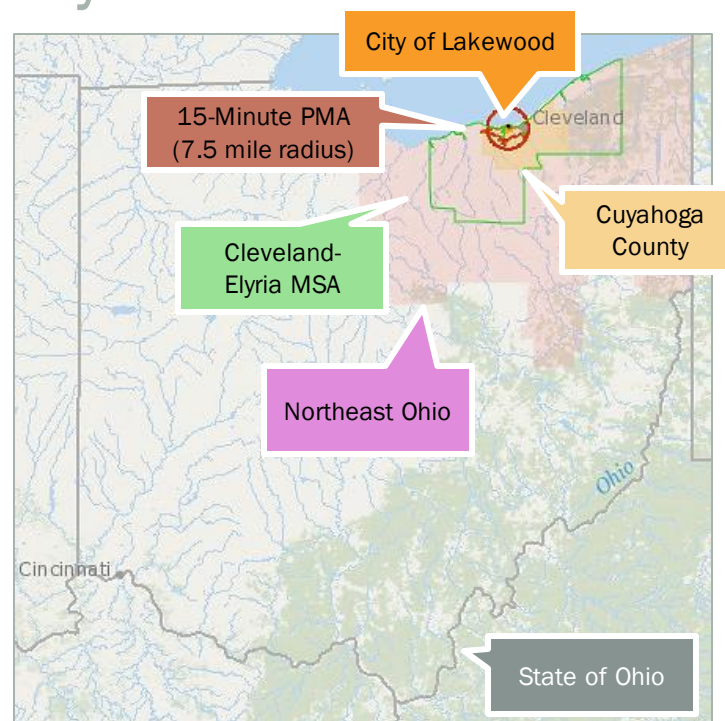 City of Lakewood
15-Minute PMA
(7.5 mile radius)
Cleveland
Cuyahoga
County
Cleveland-
Elyria MSA
Northeast Ohio
Ohio
Cincinnati
State of Ohio